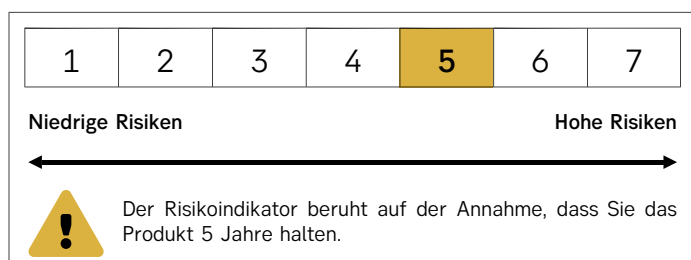 1 2 3 4 5 6 7
Niedrige Risiken Hohe Risiken
Der Risikoindikator beruht auf der Annahme, dass Sie das
Produkt 5 Jahre halten.